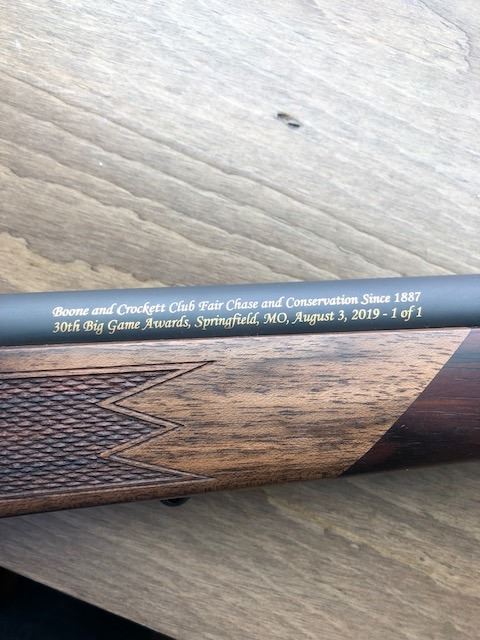 Boone and Crockett Club Fair Chase and Conservation Since 1887
30th Big Game Awards, Springfield, MO, August 3, 2019 - 1 of 1